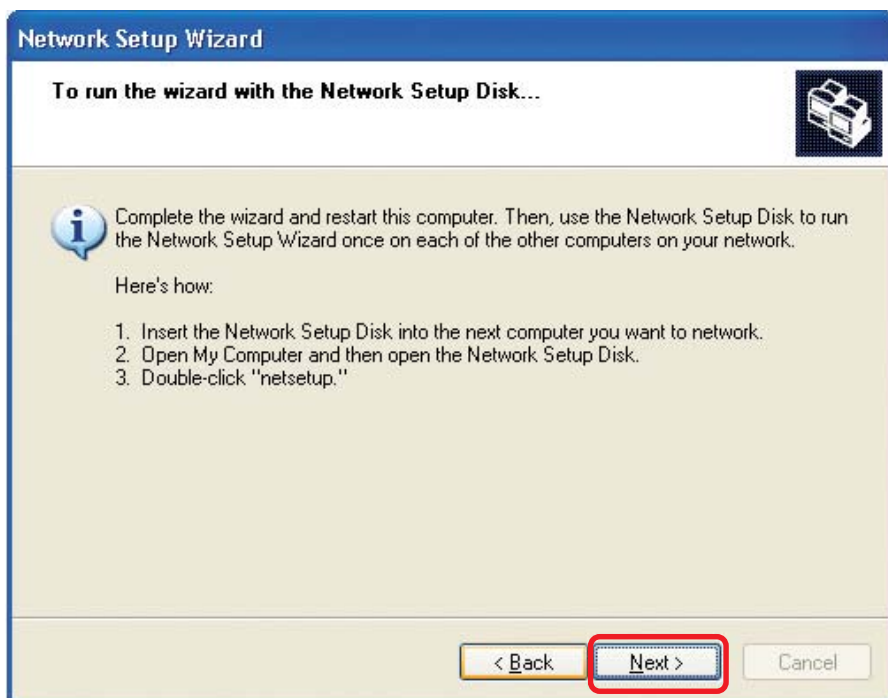 Network Setup Wizard
To run the wizard with the Network Setup Disk...
Complete the wizard and restart this computer. Then, use the Network Setup Disk to run
the Network Setup Wizard once on each of the other computers on your network.
Here's how:
1. Insert the Network Setup Disk into the next computer you want to network.
2. Open My Computer and then open the Network Setup Disk.
3. Double-click "netsetup."
< Back
Next >
Cancel